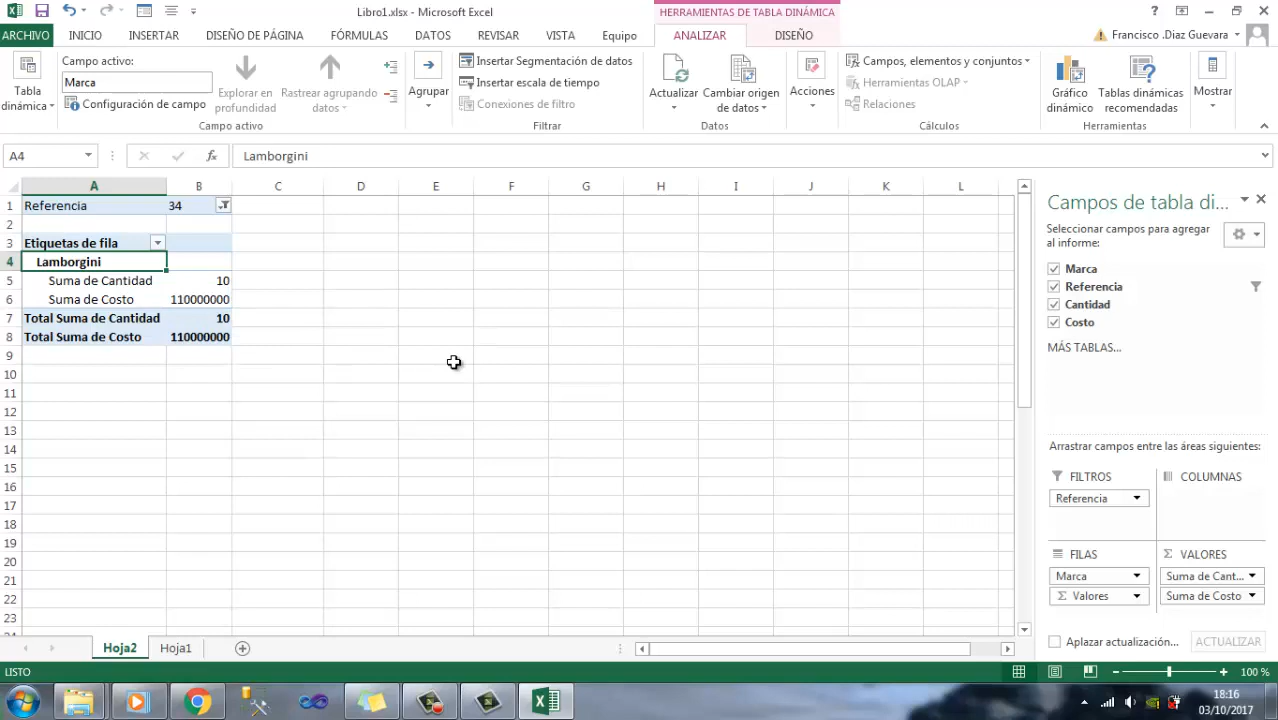 Libro1.xlsx - Microsoft Excel
HERRAMIENTAS DE TABLA DINÁMICA
?
ARCHIVO INICIO INSERTAR DISEÑO DE PÁGINA FÓRMULAS DATOS REVISAR VISTA Equipo ANALIZAR DISEÑO
Francisco .Diaz Guevara
Tabla dinámica
Campo activo:
Marca
Configuración de campo
Explorar en profundidad
Rastrear agrupando datos
Campo activo
Agrupar
Insertar Segmentación de datos
Insertar escala de tiempo
Conexiones de filtro
Filtrar
Actualizar
Cambiar origen de datos
Datos
Acciones
Campos, elementos y conjuntos
Herramientas OLAP
Relaciones
Cálculos
Gráfico dinámico
Tablas dinámicas recomendadas
Herramientas
Mostrar
A4 fx Lamborgini
A B C D E F G H I J K L
1 Referencia 34
2
3 Etiquetas de fila
4 Lamborgini
5 Suma de Cantidad 10
6 Suma de Costo 110000000
7 Total Suma de Cantidad 10
8 Total Suma de Costo 110000000
9
10
11
12
13
14
15
16
17
18
19
20
21
22
23
Campos de tabla di...
Seleccionar campos para agregar
al informe:
Marca
Referencia
Cantidad
Costo
MÁS TABLAS...
Arrastrar campos entre las áreas siguientes:
FILTROS
Referencia
COLUMNAS
FILAS
Marca
Σ Valores
Σ VALORES
Suma de Cant...
Suma de Costo
Aplazar actualización... ACTUALIZAR
Hoja2 Hoja1
LISTO
100 %
18:16
03/10/2017